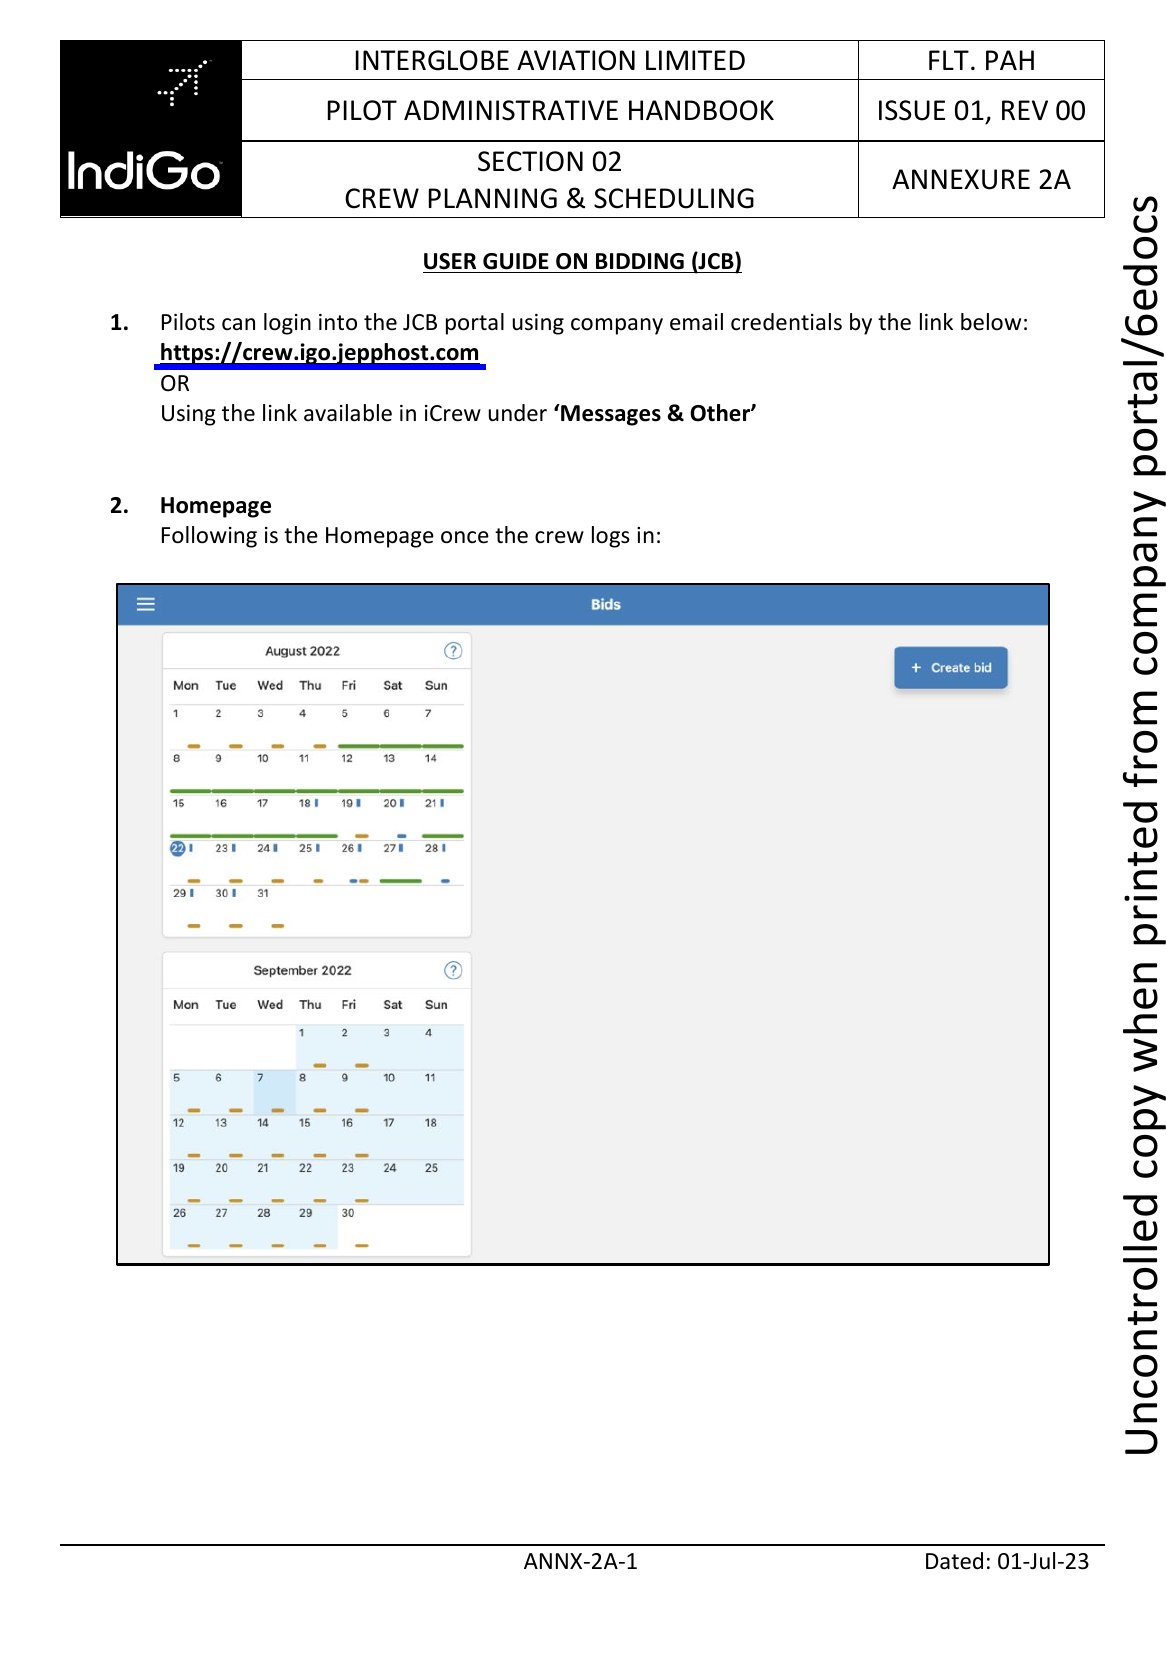 IndiGo
INTERGLOBE AVIATION LIMITED
FLT. PAH
PILOT ADMINISTRATIVE HANDBOOK
ISSUE 01, REV 00
SECTION 02
CREW PLANNING & SCHEDULING
ANNEXURE 2A
USER GUIDE ON BIDDING (JCB)
1. Pilots can login into the JCB portal using company email credentials by the link below:
https://crew.igo.jepphost.com
OR
Using the link available in iCrew under ‘Messages & Other’
2. Homepage
Following is the Homepage once the crew logs in:
Bids
+ Create bid
August 2022 ?
Mon Tue Wed Thu Fri Sat Sun
1 2 3 4 5 6 7
8 9 10 11 12 13 14
15 16 17 18 19 20 21
22 23 24 25 26 27 28
29 30 31
September 2022 ?
Mon Tue Wed Thu Fri Sat Sun
1 2 3 4
5 6 7 8 9 10 11
12 13 14 15 16 17 18
19 20 21 22 23 24 25
26 27 28 29 30
ANNX-2A-1
Dated: 01-Jul-23
Uncontrolled copy when printed from company portal/6edocs